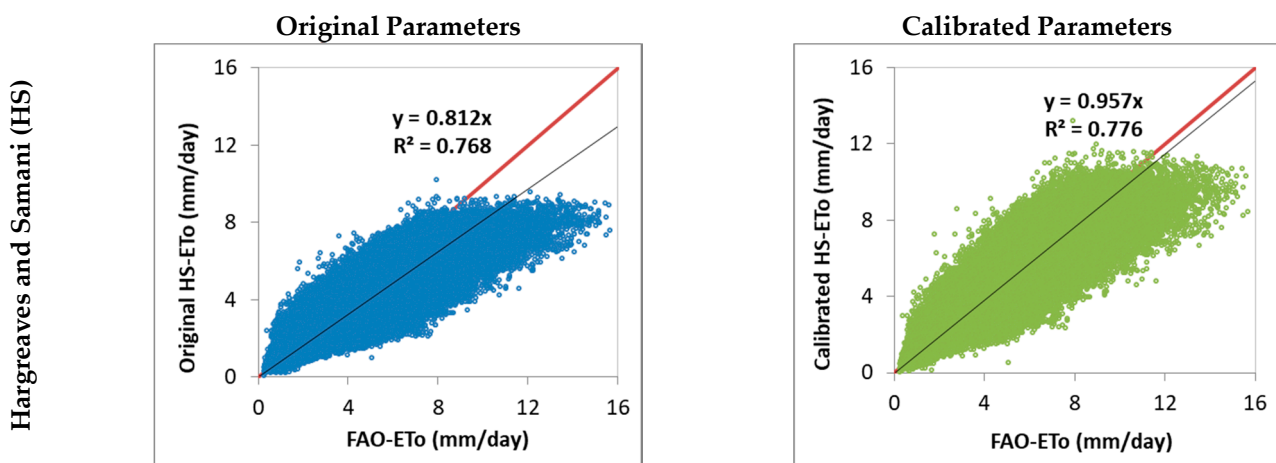 Original Parameters
Calibrated Parameters
Hargreaves and Samani (HS)
Original HS-ETo (mm/day)
16
12
8
4
0
y = 0.812x
R² = 0.768
0 4 8 12 16
FAO-ETo (mm/day)
Calibrated HS-ETo (mm/day)
16
12
8
4
0
y = 0.957x
R² = 0.776
0 4 8 12 16
FAO-ETo (mm/day)